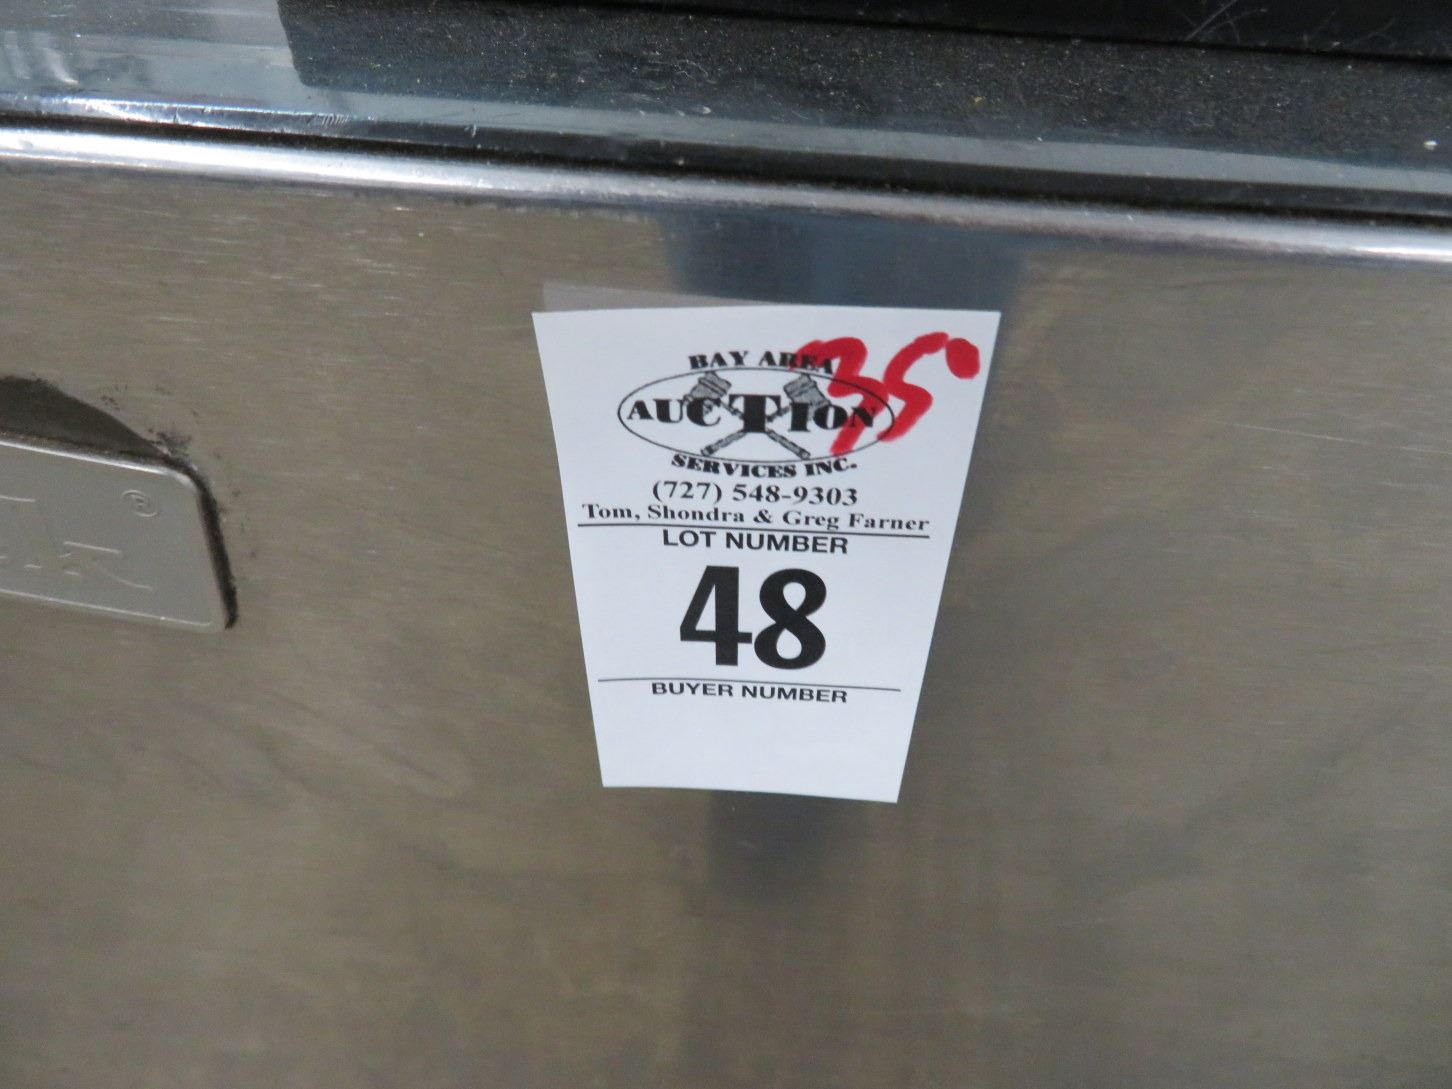 BAY AREA
AUCTION
SERVICES INC.
35°
(727) 548-9303
Tom, Shondra & Greg Farner
LOT NUMBER
48
BUYER NUMBER
®